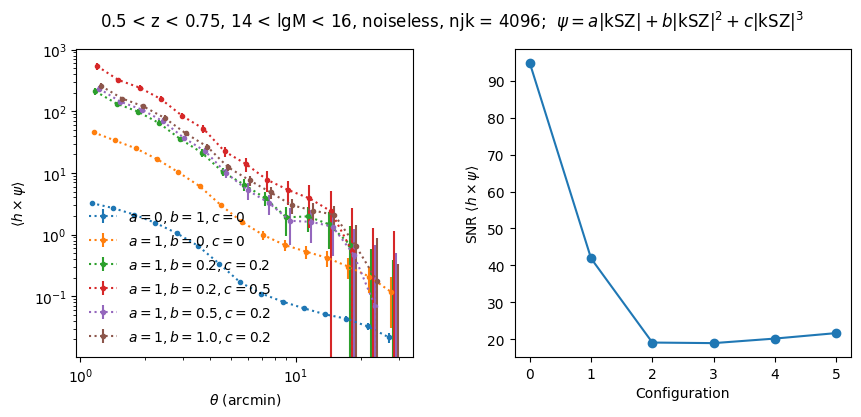 0.5 < z < 0.75, 14 < lgM < 16, noiseless, njk = 4096; ψ = a|kSZ| + b|kSZ|² + c|kSZ|³
⟨h × ψ⟩
10³
10²
10¹
10⁰
10⁻¹
a = 0, b = 1, c = 0
a = 1, b = 0, c = 0
a = 1, b = 0.2, c = 0.2
a = 1, b = 0.2, c = 0.5
a = 1, b = 0.5, c = 0.2
a = 1, b = 1.0, c = 0.2
10⁰ 10¹
θ (arcmin)
SNR ⟨h × ψ⟩
90
80
70
60
50
40
30
20
0 1 2 3 4 5
Configuration